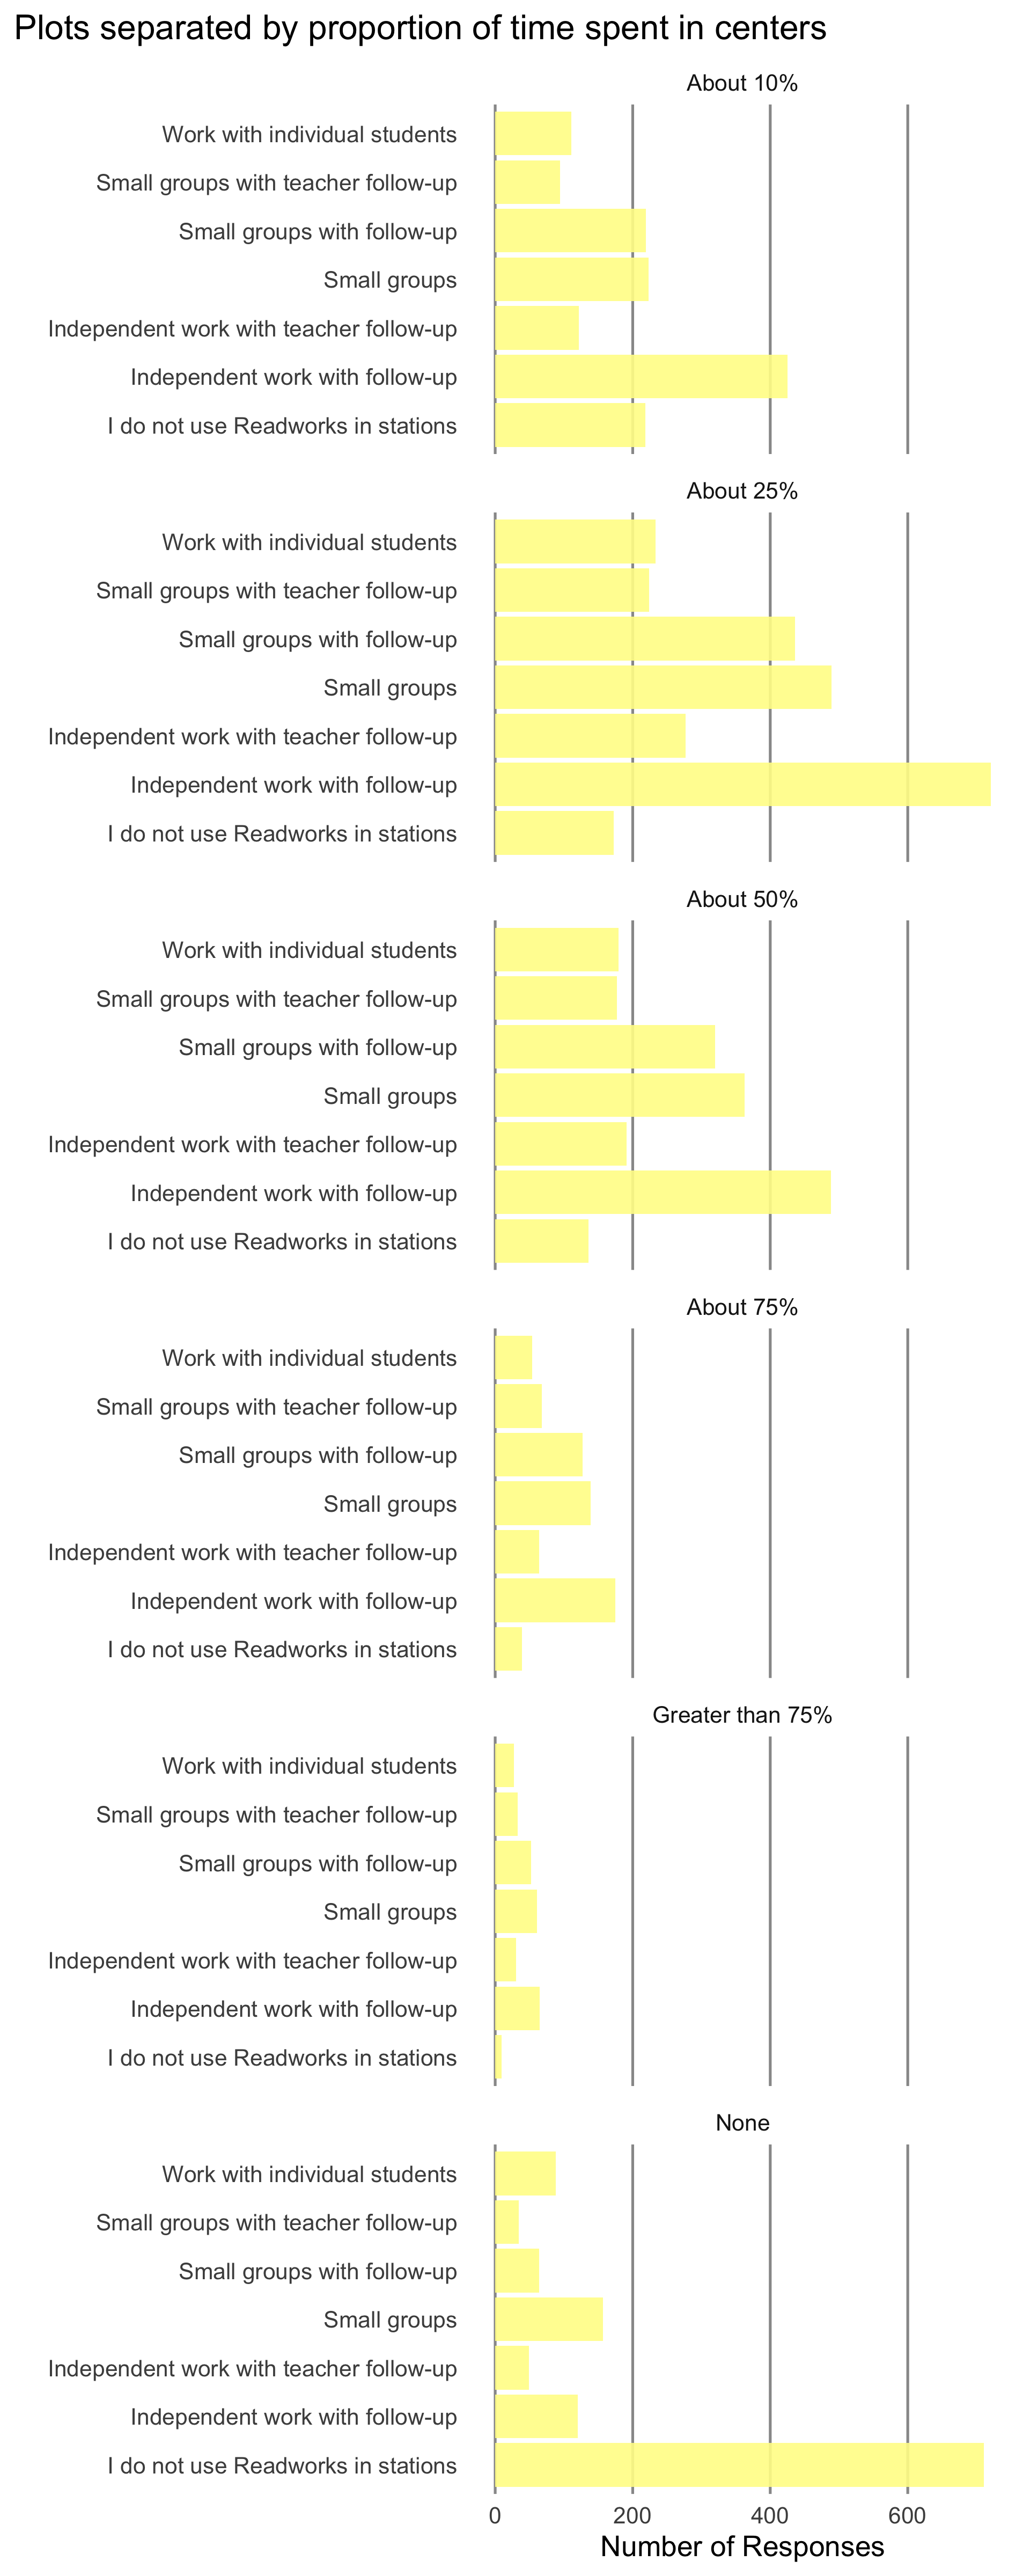 Plots separated by proportion of time spent in centers
About 10%
Work with individual students
Small groups with teacher follow-up
Small groups with follow-up
Small groups
Independent work with teacher follow-up
Independent work with follow-up
I do not use Readworks in stations
About 25%
Work with individual students
Small groups with teacher follow-up
Small groups with follow-up
Small groups
Independent work with teacher follow-up
Independent work with follow-up
I do not use Readworks in stations
About 50%
Work with individual students
Small groups with teacher follow-up
Small groups with follow-up
Small groups
Independent work with teacher follow-up
Independent work with follow-up
I do not use Readworks in stations
About 75%
Work with individual students
Small groups with teacher follow-up
Small groups with follow-up
Small groups
Independent work with teacher follow-up
Independent work with follow-up
I do not use Readworks in stations
Greater than 75%
Work with individual students
Small groups with teacher follow-up
Small groups with follow-up
Small groups
Independent work with teacher follow-up
Independent work with follow-up
I do not use Readworks in stations
None
Work with individual students
Small groups with teacher follow-up
Small groups with follow-up
Small groups
Independent work with teacher follow-up
Independent work with follow-up
I do not use Readworks in stations
0 200 400 600
Number of Responses